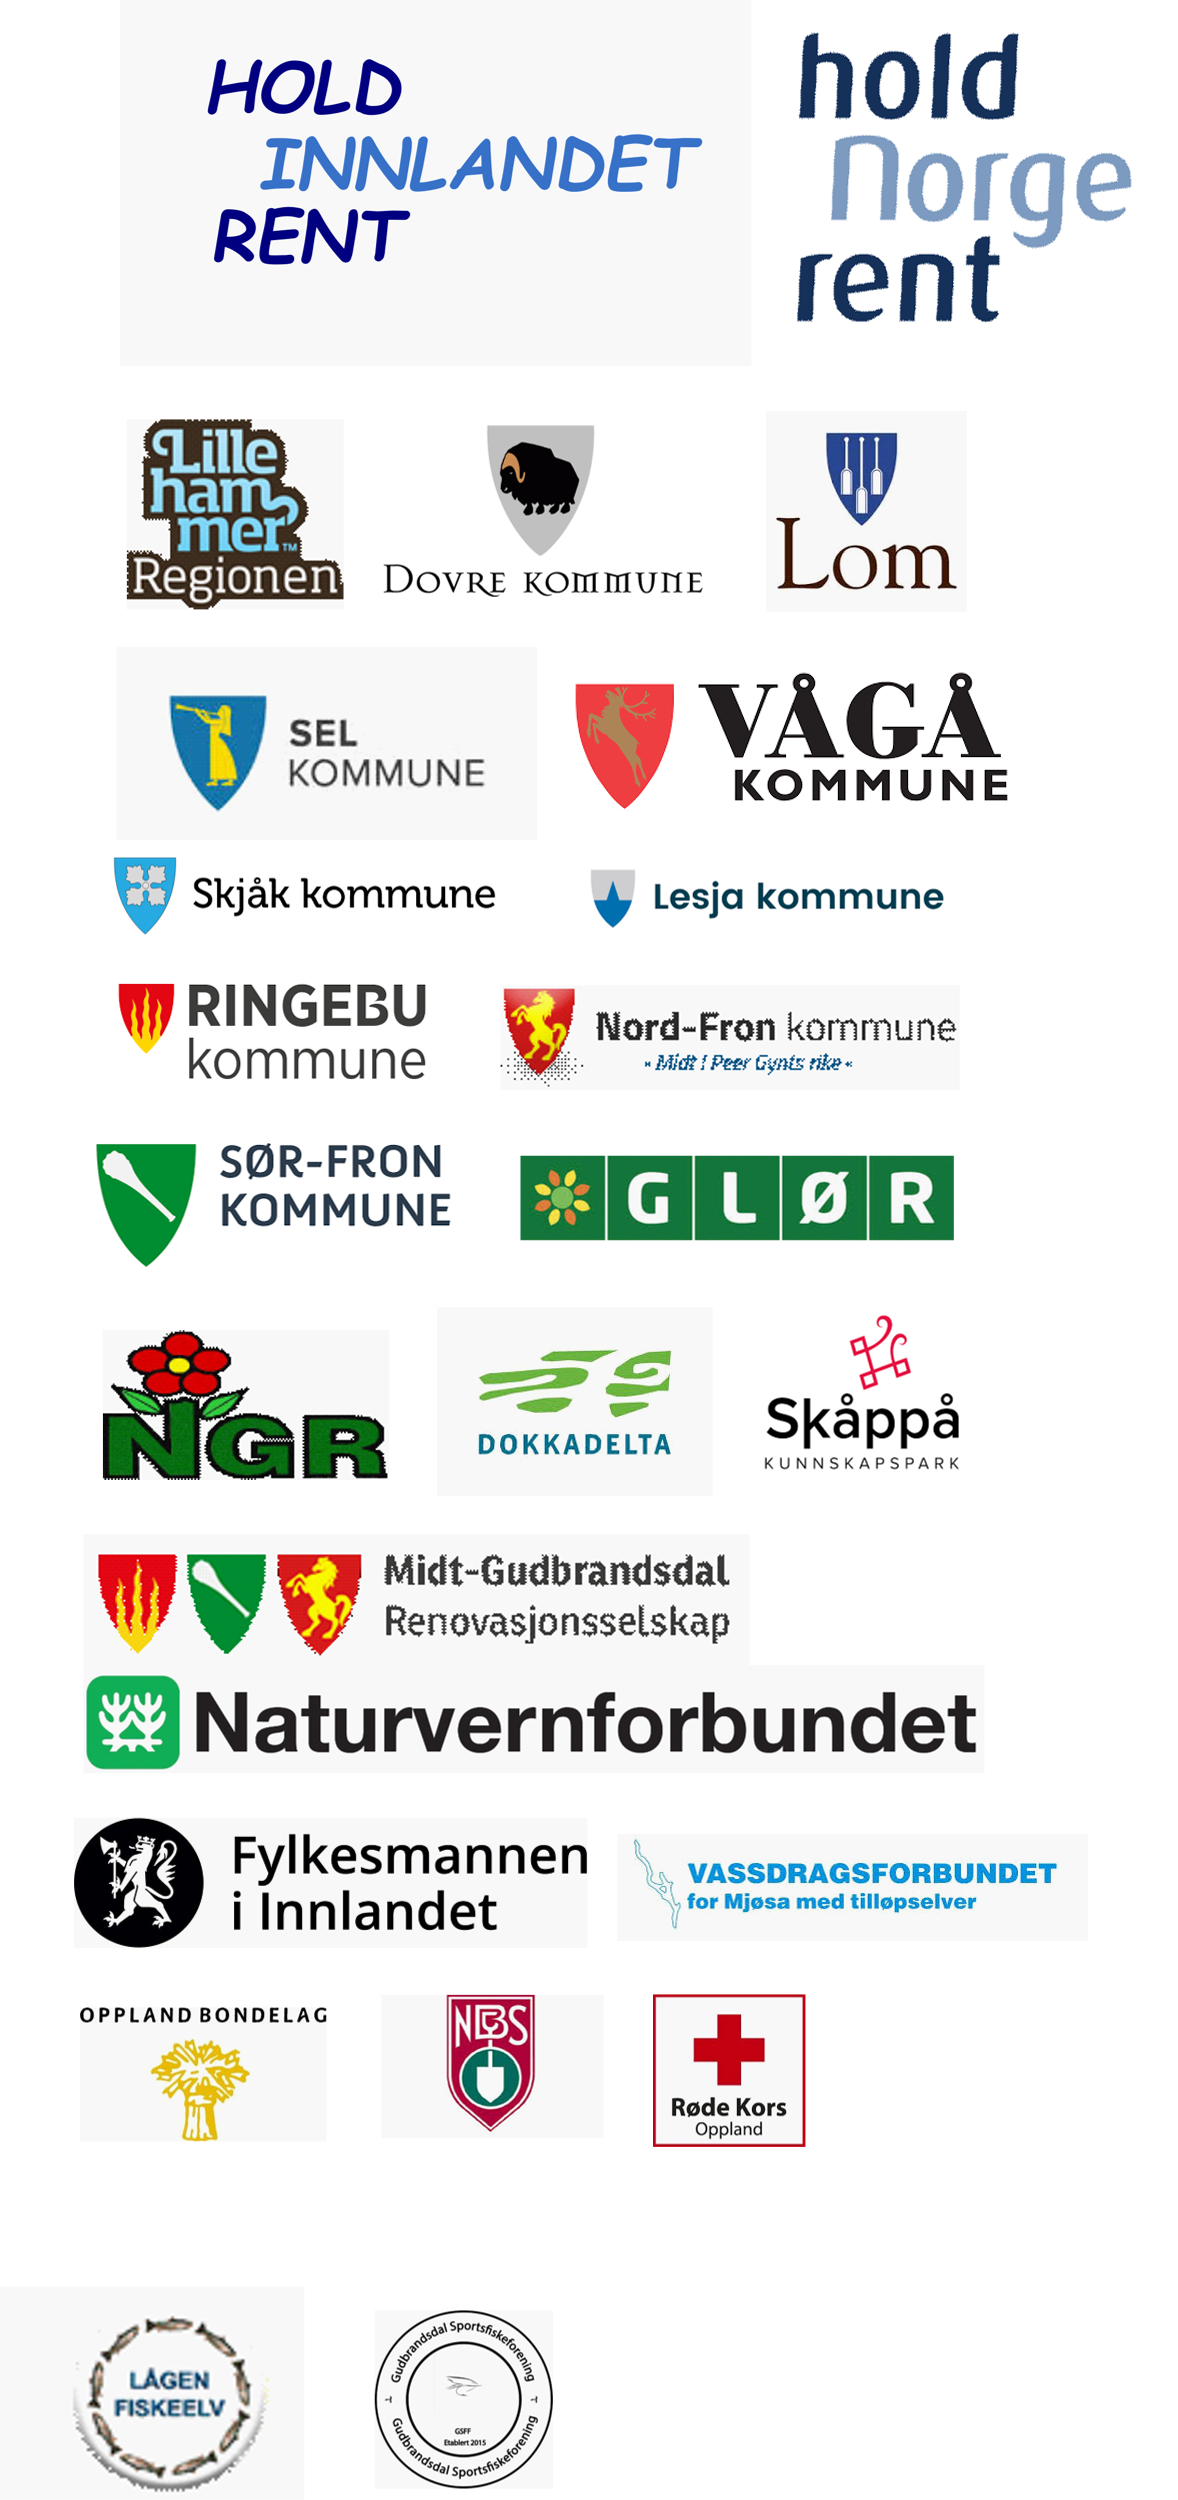 HOLD
INNLANDET
RENT
hold
norge
rent
Lille
ham
mer™
Regionen
DOVRE KOMMUNE
Lom
SEL
KOMMUNE
VÅGÅ
KOMMUNE
Skjåk kommune
Lesja kommune
RINGEBU
kommune
Nord-Fron kommune
« Midt i Peer Gynts rike «
SØR-FRON
KOMMUNE
GLØR
NGR
DOKKADELTA
Skåppå
KUNNSKAPSPARK
Midt-Gudbrandsdal
Renovasjonsselskap
Naturvernforbundet
Fylkesmannen
i Innlandet
VASSDRAGSFORBUNDET
for Mjøsa med tilløpselver
OPPLAND BONDELAG
NBS
Røde Kors
Oppland
LÅGEN
FISKEELV
Gudbrandsdal Sportsfiskeforening
GSFF
Etablert 2015
Gudbrandsdal Sportsfiskeforening